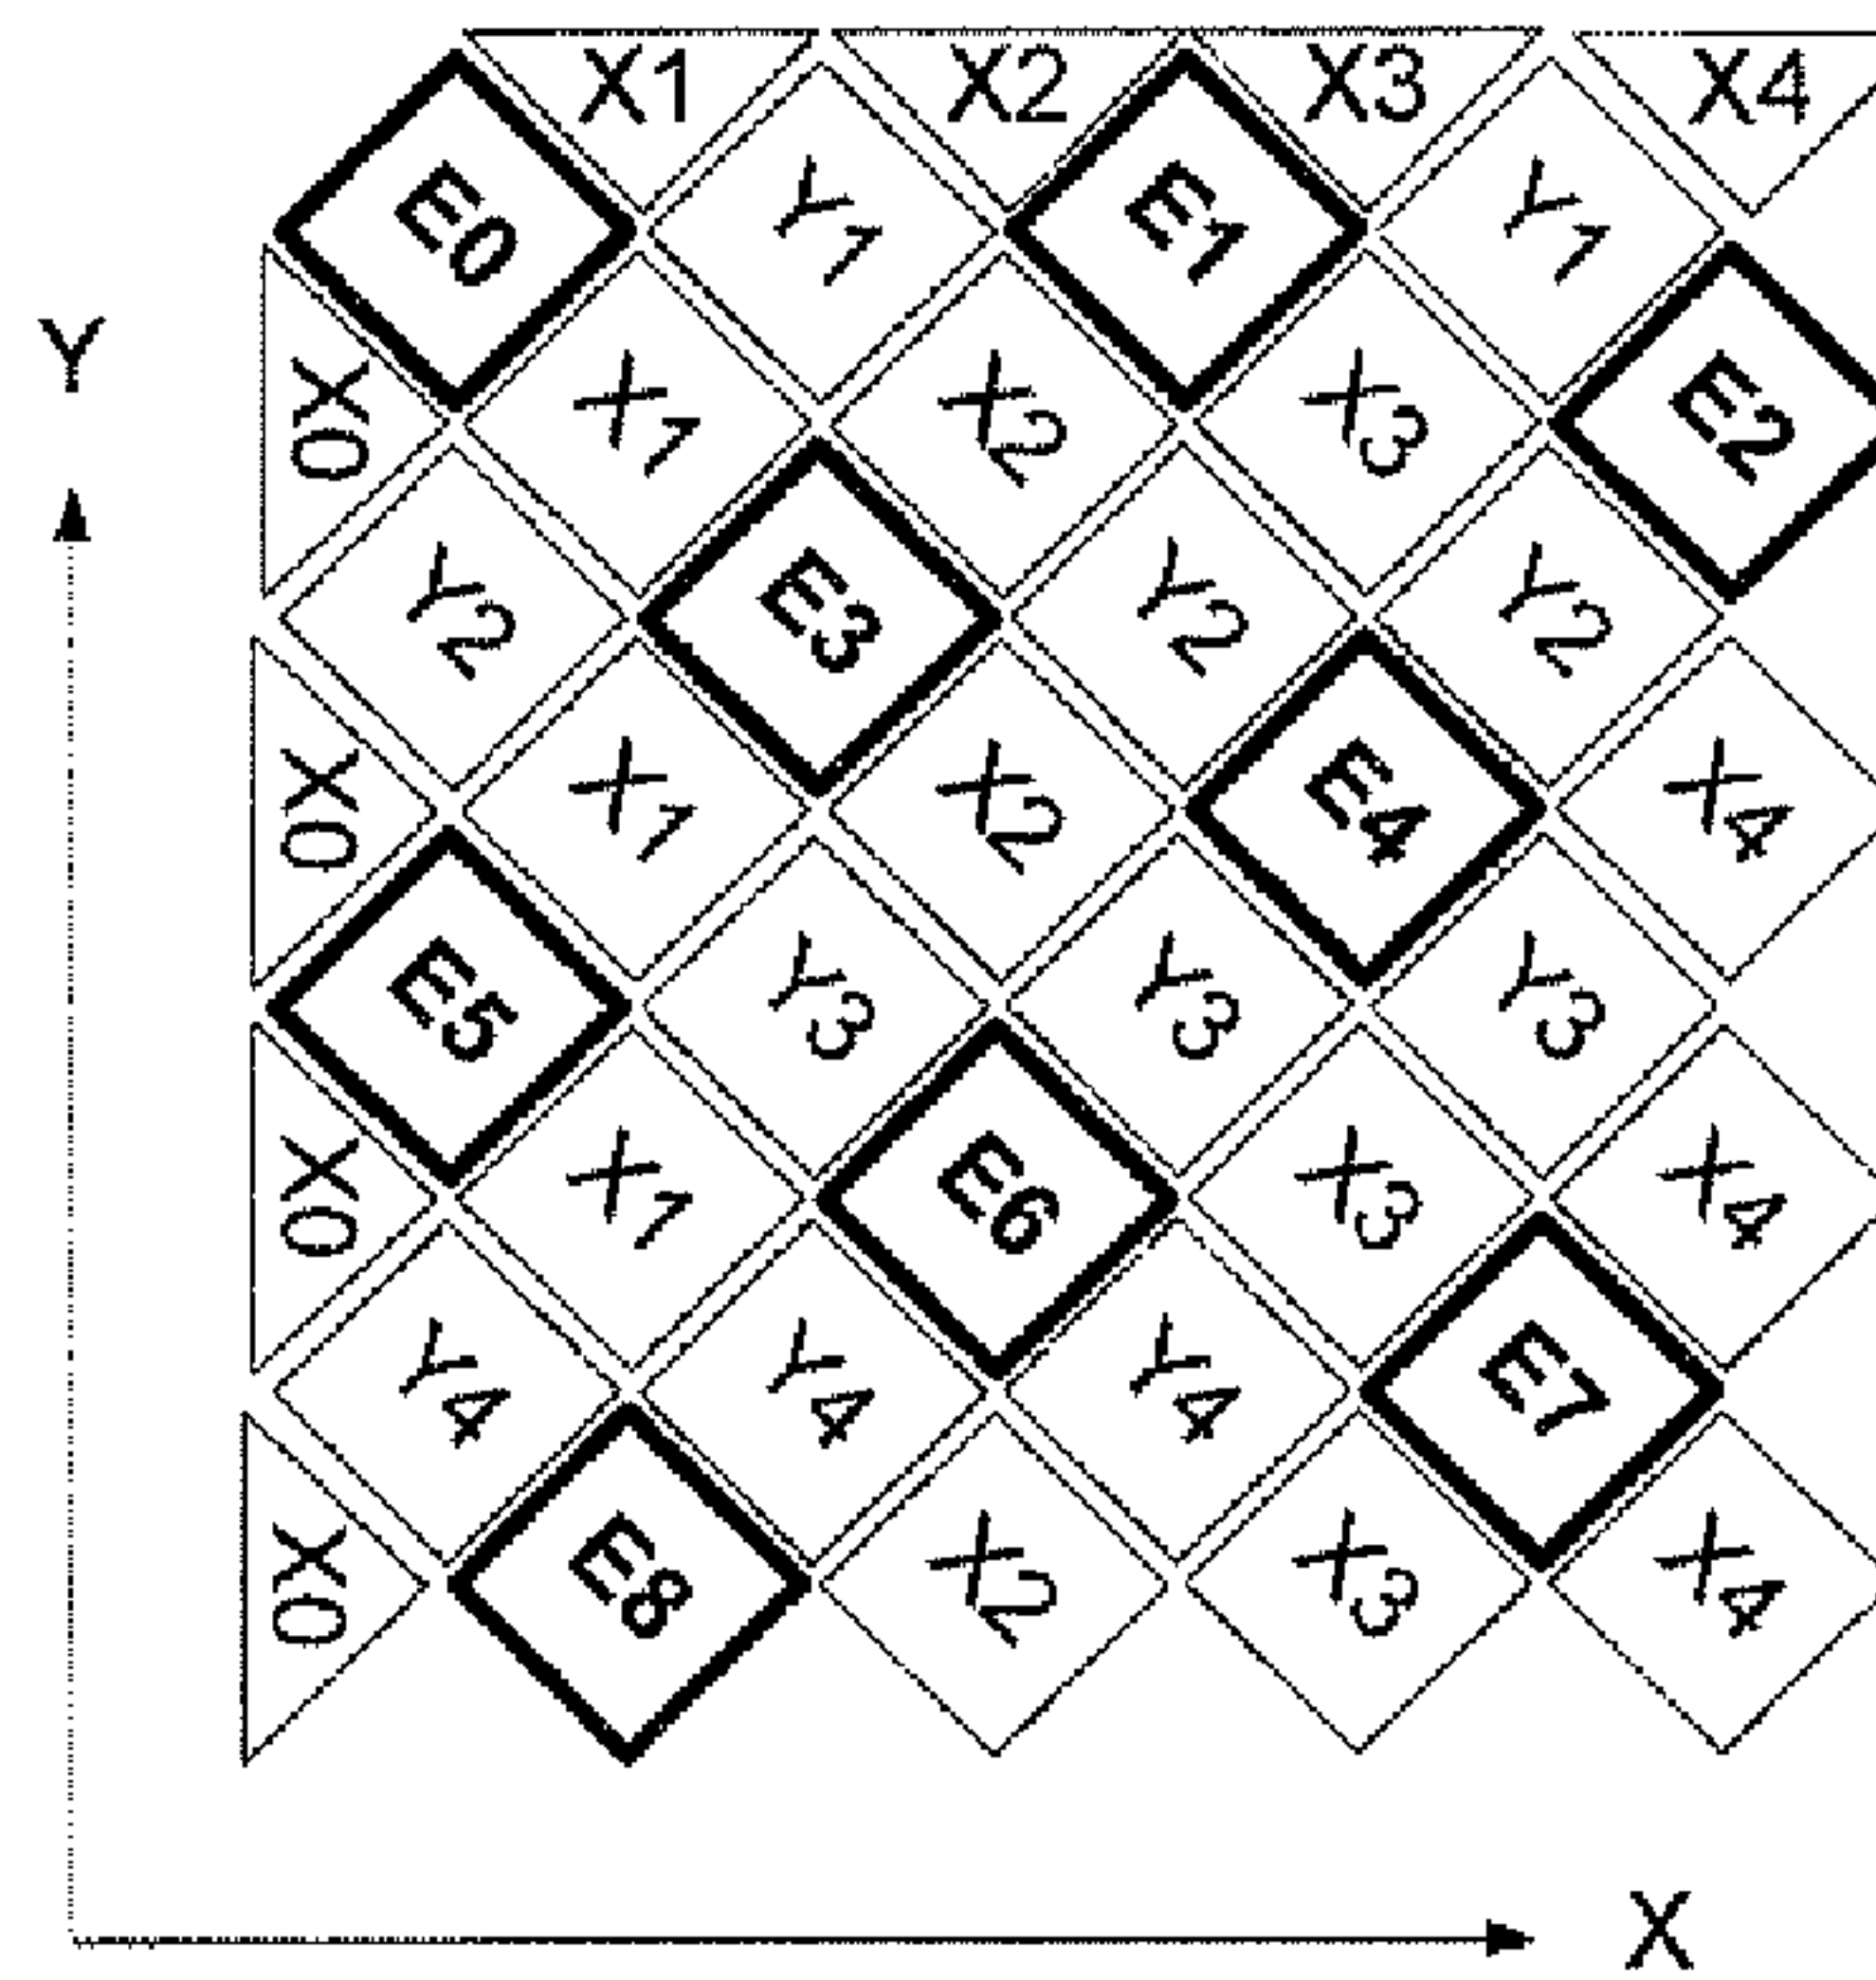 X1 X2 X3 X4
E0 Y1 E1 Y1
Y
X0 X1 X2 X3 E2
Y2 E3 Y2 Y2
X0 X1 X2 E4 X4
E5 Y3 Y3 Y3
X0 X1 E6 X3 X4
Y4 Y4 Y4 E7
X0 E8 X2 X3 X4
X